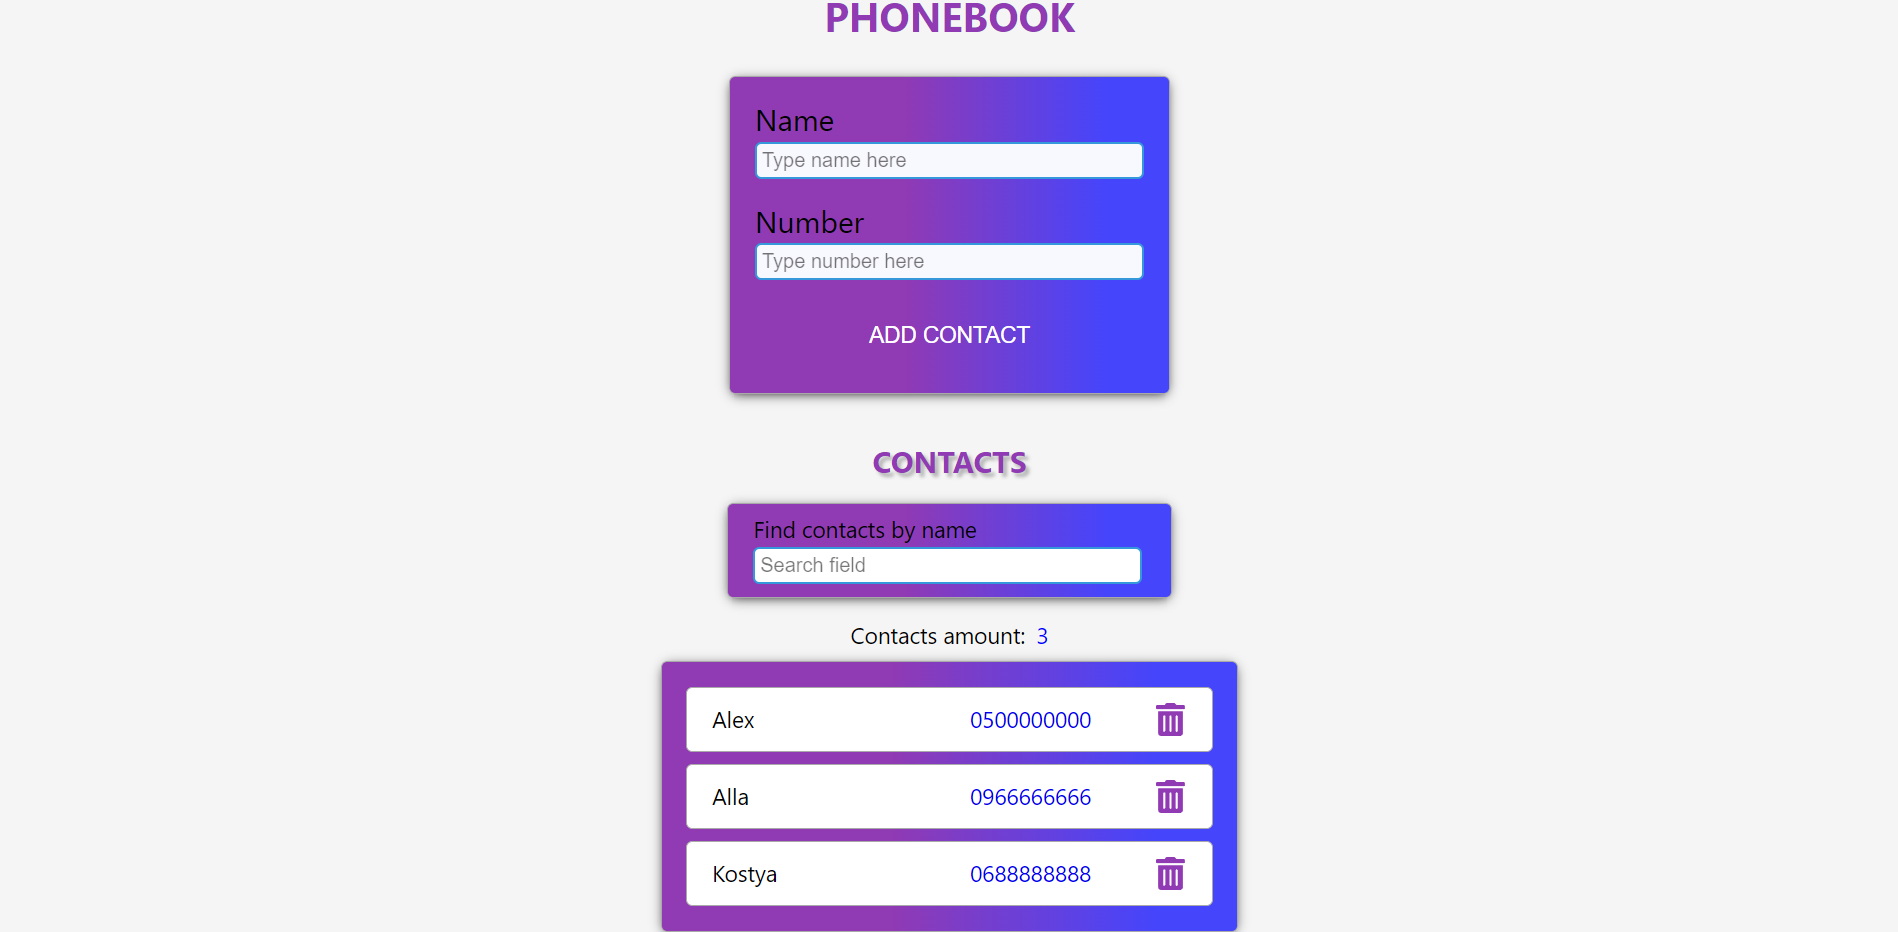 PHONEBOOK
Name
Type name here
Number
Type number here
ADD CONTACT
CONTACTS
Find contacts by name
Search field
Contacts amount: 3
Alex 0500000000
Alla 0966666666
Kostya 0688888888